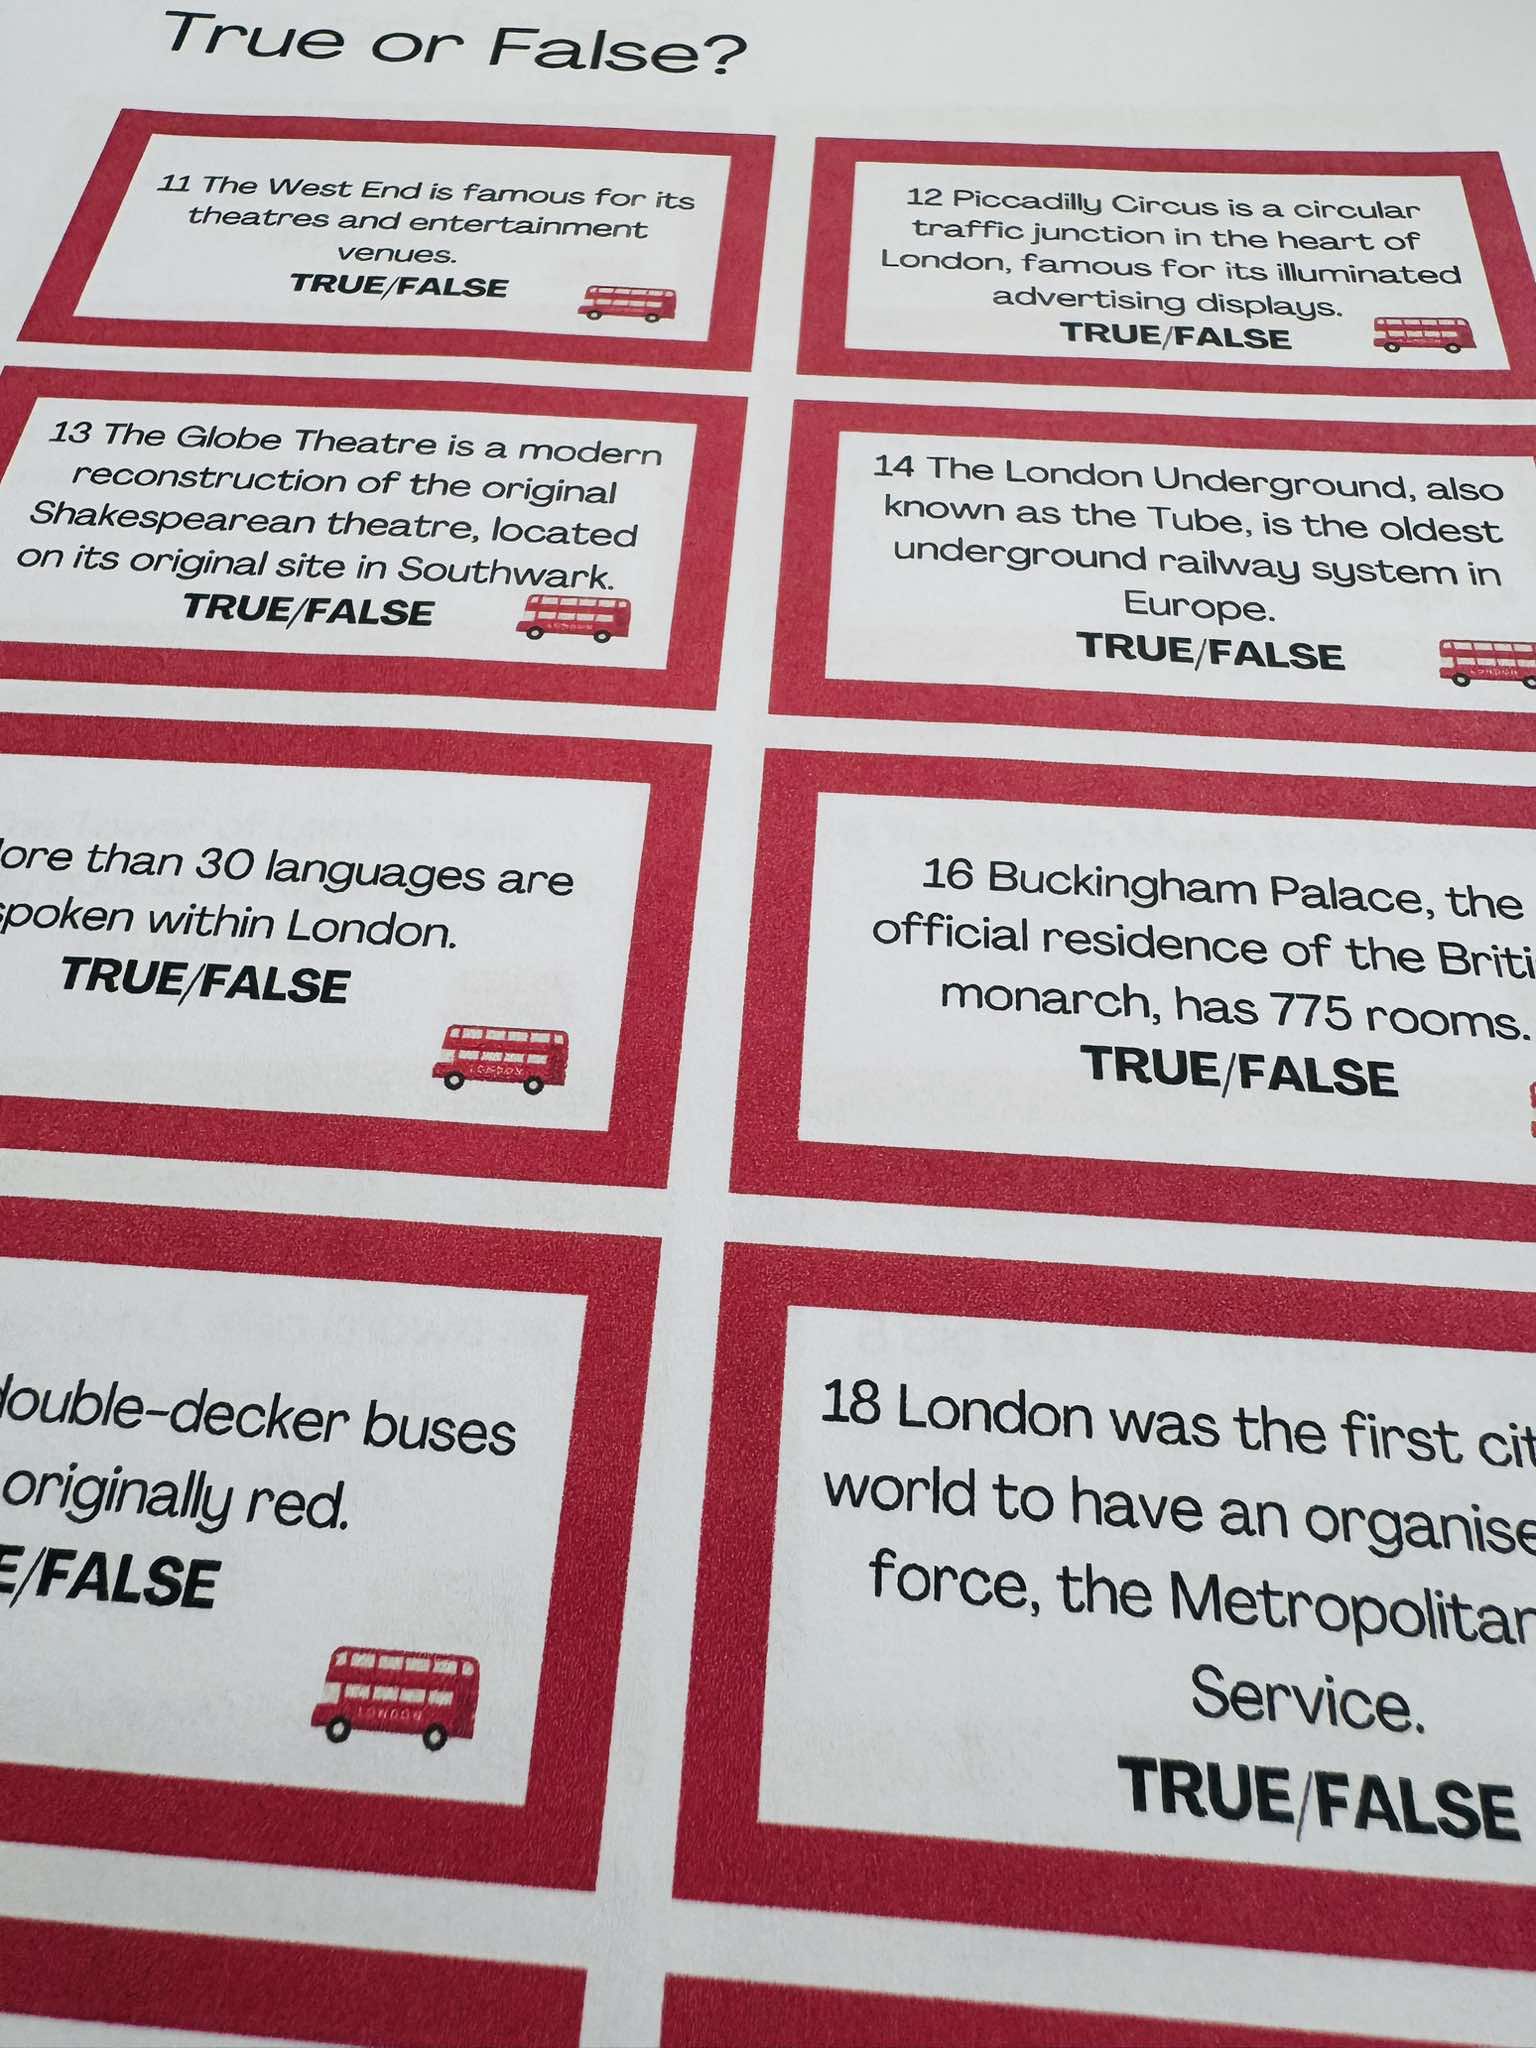 True or False?
11 The West End is famous for its
theatres and entertainment
venues.
TRUE/FALSE
12 Piccadilly Circus is a circular
traffic junction in the heart of
London, famous for its illuminated
advertising displays.
TRUE/FALSE
13 The Globe Theatre is a modern
reconstruction of the original
Shakespearean theatre, located
on its original site in Southwark.
TRUE/FALSE
LONDON
14 The London Underground, also
known as the Tube, is the oldest
underground railway system in
Europe.
TRUE/FALSE
LONDON
than 30 languages are
spoken within London.
TRUE/FALSE
LONDON
16 Buckingham Palace, the
official residence of the
monarch, has 775 rooms.
TRUE/FALSE
double-decker buses
originally red.
/FALSE
LONDON
18 London was the first
world to have an
force, the
Service.
TRUE/FALSE